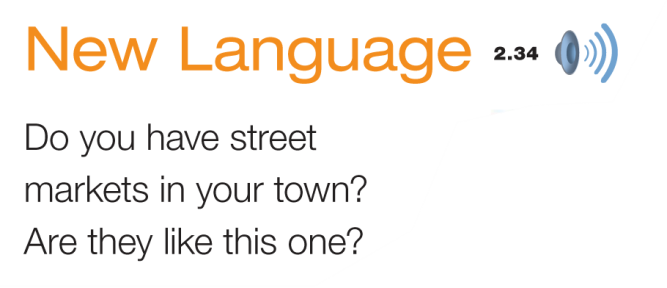 New Language 2.34
Do you have street
markets in your town?
Are they like this one?